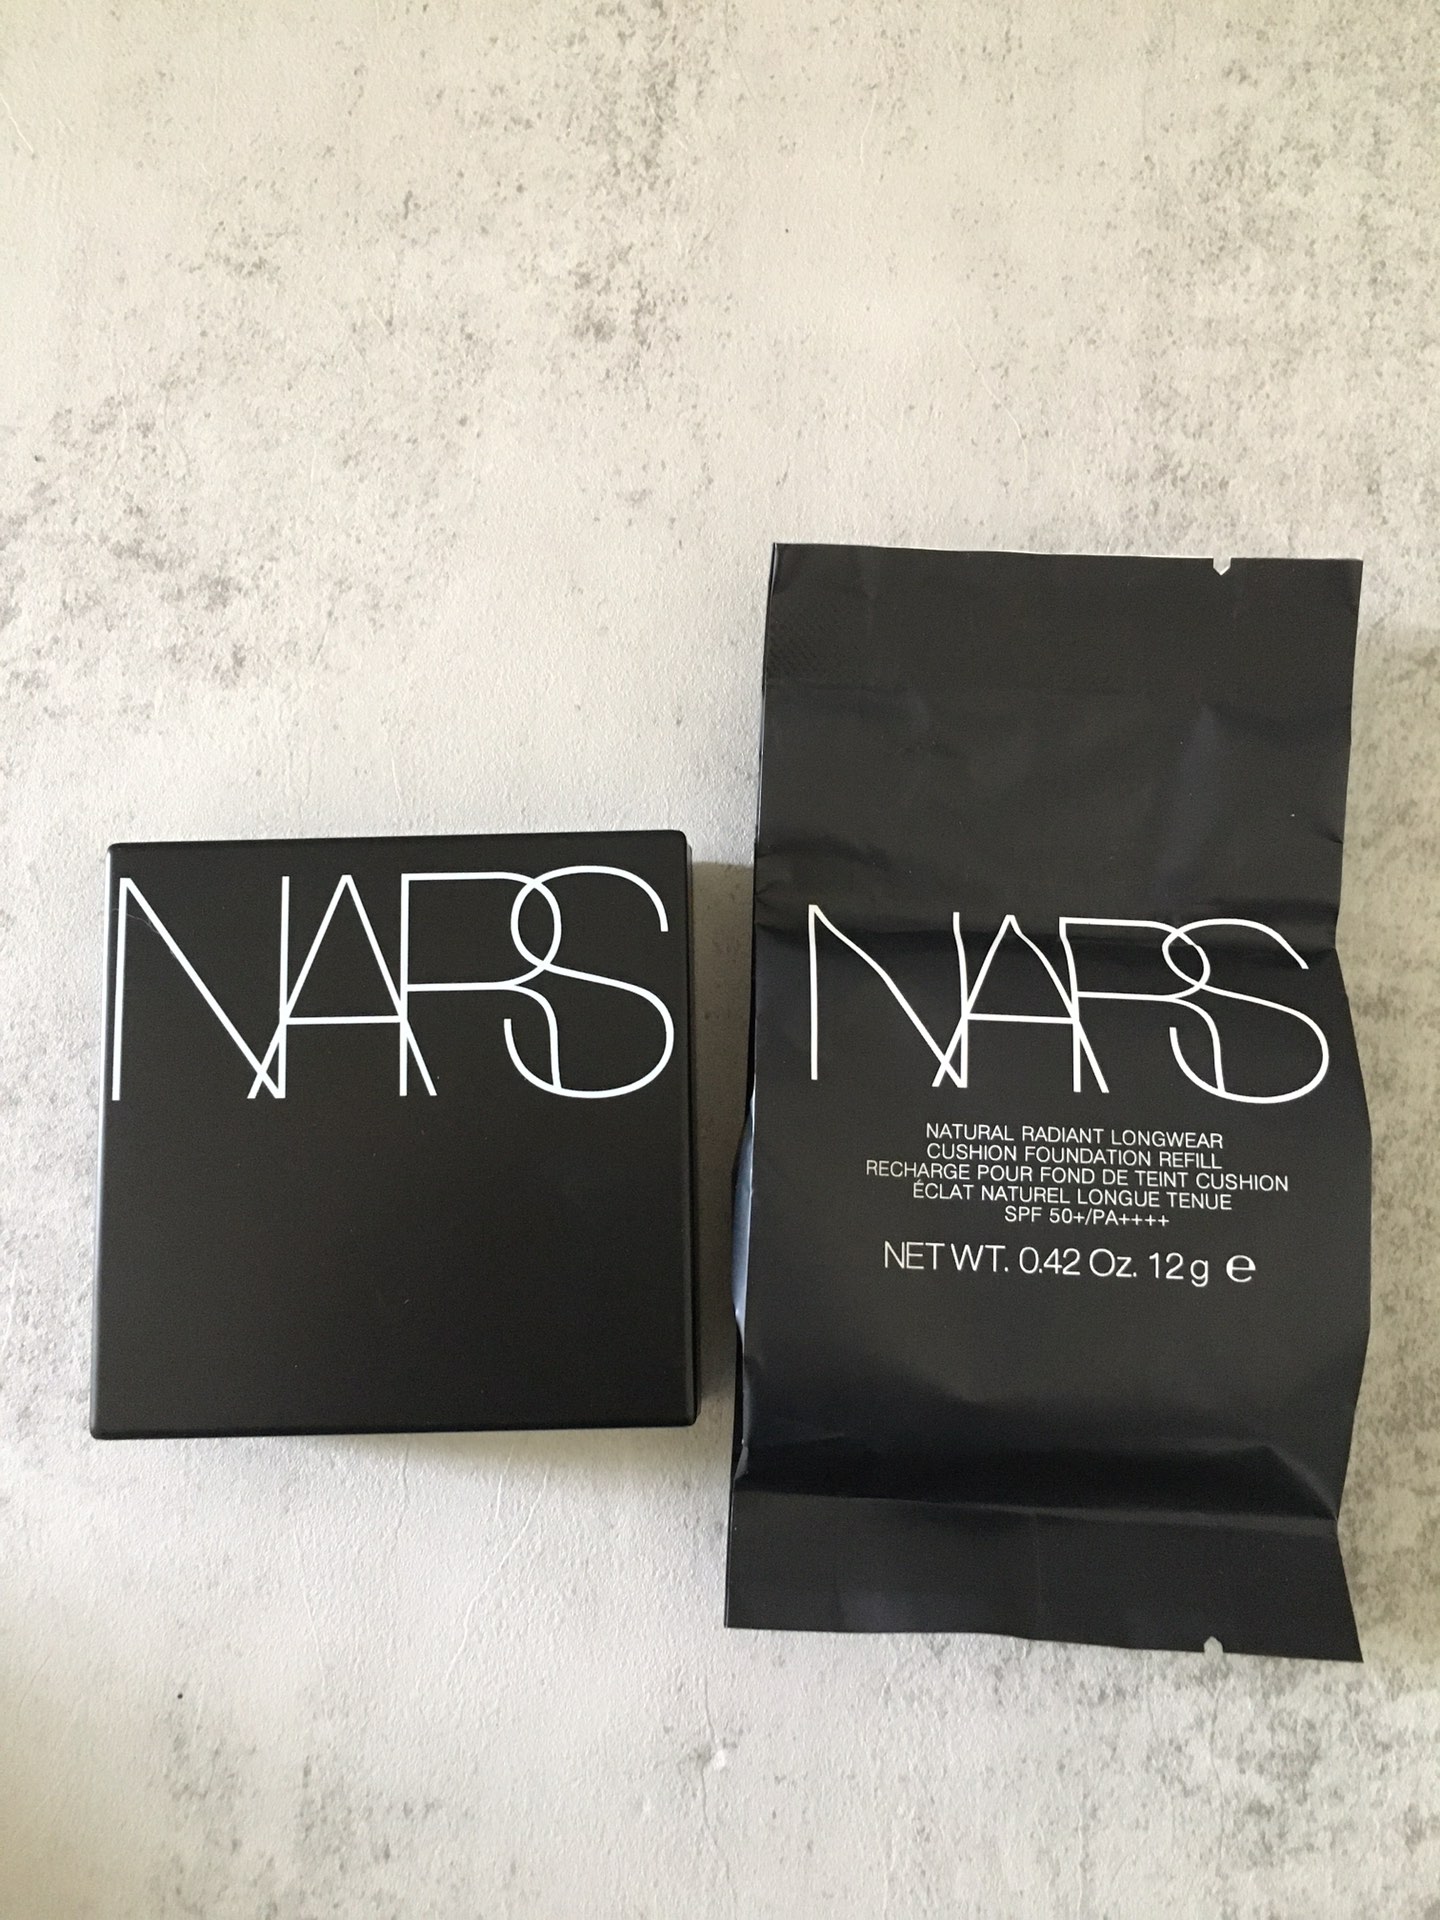 NARS
NARS
NATURAL RADIANT LONGWEAR
CUSHION FOUNDATION REFILL
RECHARGE POUR FOND DE TEINT CUSHION
ÉCLAT NATUREL LONGUE TENUE
SPF 50+/PA++++
NET WT. 0.42 Oz. 12g ℮